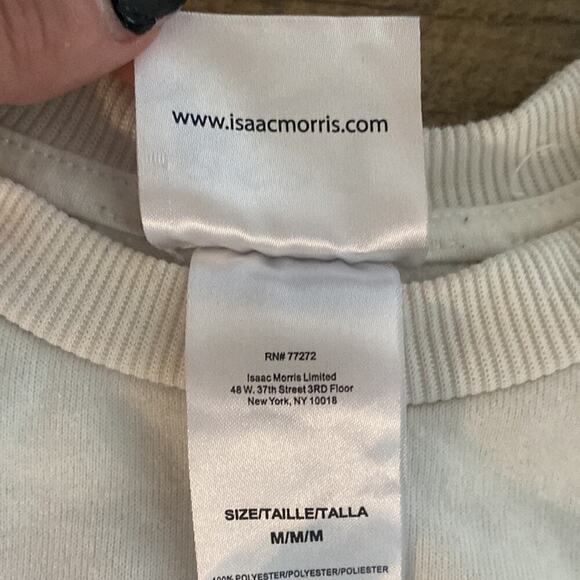 www.isaacmorris.com
RN# 77272
Isaac Morris Limited
48 W. 37th Street 3RD Floor
New York, NY 10018
SIZE/TAILLE/TALLA
M/M/M
100% POLYESTER/POLYESTER/POLIESTER